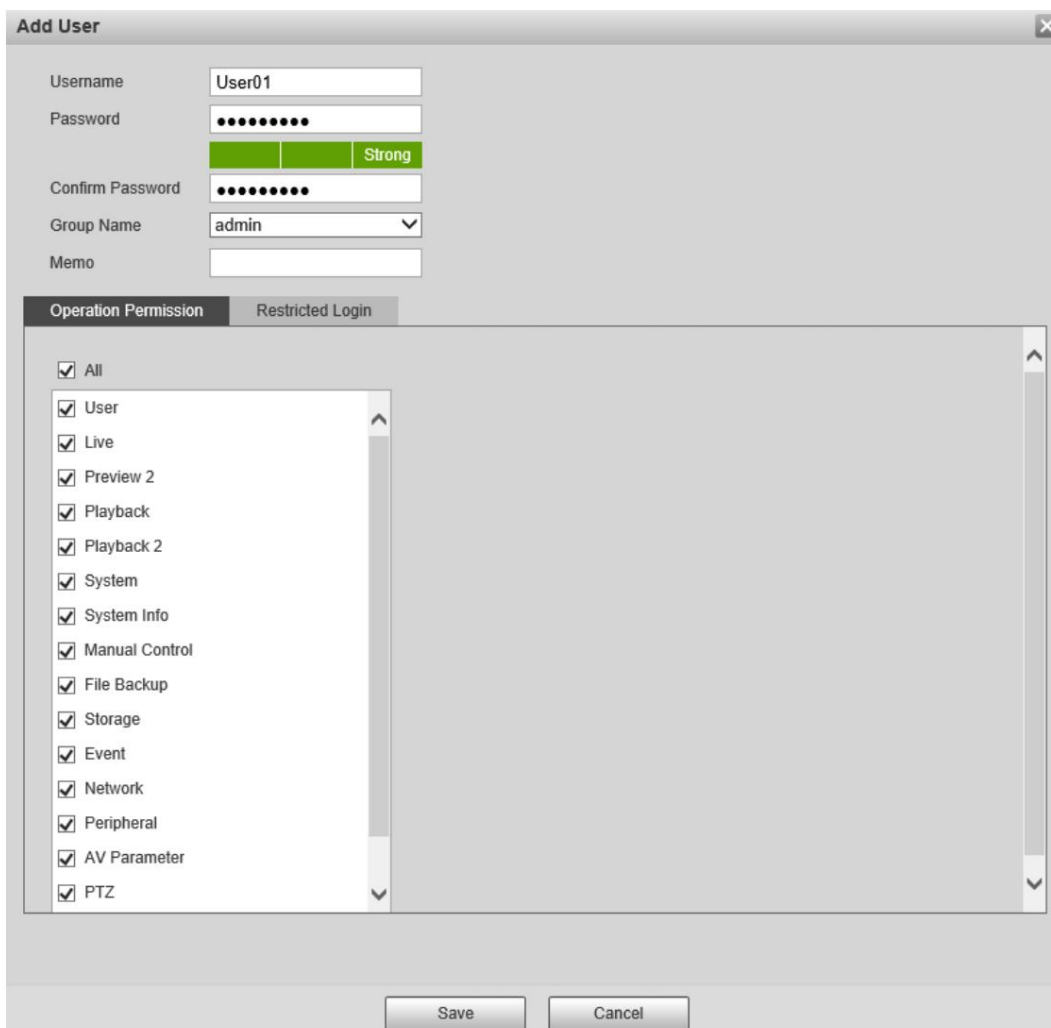 Add User
Username User01
Password ●●●●●●●●●
Strong
Confirm Password ●●●●●●●●●
Group Name admin
Memo
Operation Permission Restricted Login
All
User
Live
Preview 2
Playback
Playback 2
System
System Info
Manual Control
File Backup
Storage
Event
Network
Peripheral
AV Parameter
PTZ
Save Cancel